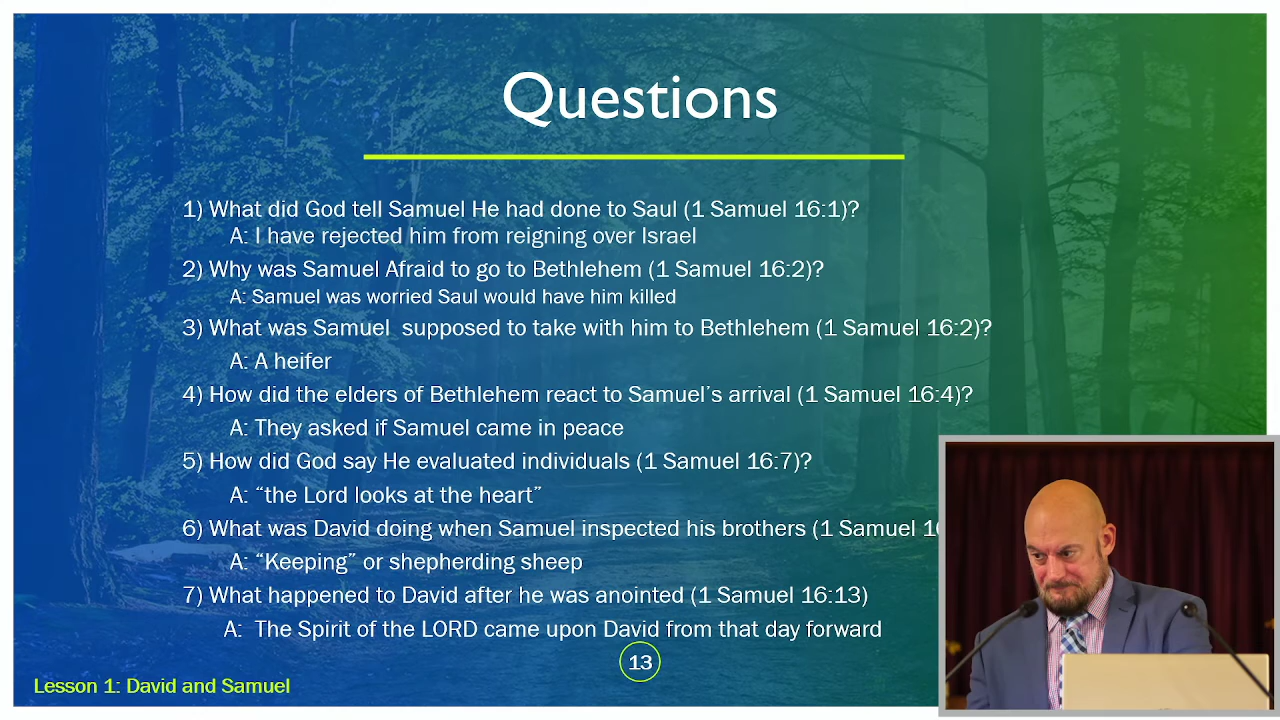 Questions
1) What did God tell Samuel He had done to Saul (1 Samuel 16:1)?
A: I have rejected him from reigning over Israel
2) Why was Samuel Afraid to go to Bethlehem (1 Samuel 16:2)?
A: Samuel was worried Saul would have him killed
3) What was Samuel  supposed to take with him to Bethlehem (1 Samuel 16:2)?
A: A heifer
4) How did the elders of Bethlehem react to Samuel’s arrival (1 Samuel 16:4)?
A: They asked if Samuel came in peace
5) How did God say He evaluated individuals (1 Samuel 16:7)?
A: “the Lord looks at the heart”
6) What was David doing when Samuel inspected his brothers (1 Samuel
A: “Keeping” or shepherding sheep
7) What happened to David after he was anointed (1 Samuel 16:13)
A:  The Spirit of the LORD came upon David from that day forward
13
Lesson 1: David and Samuel